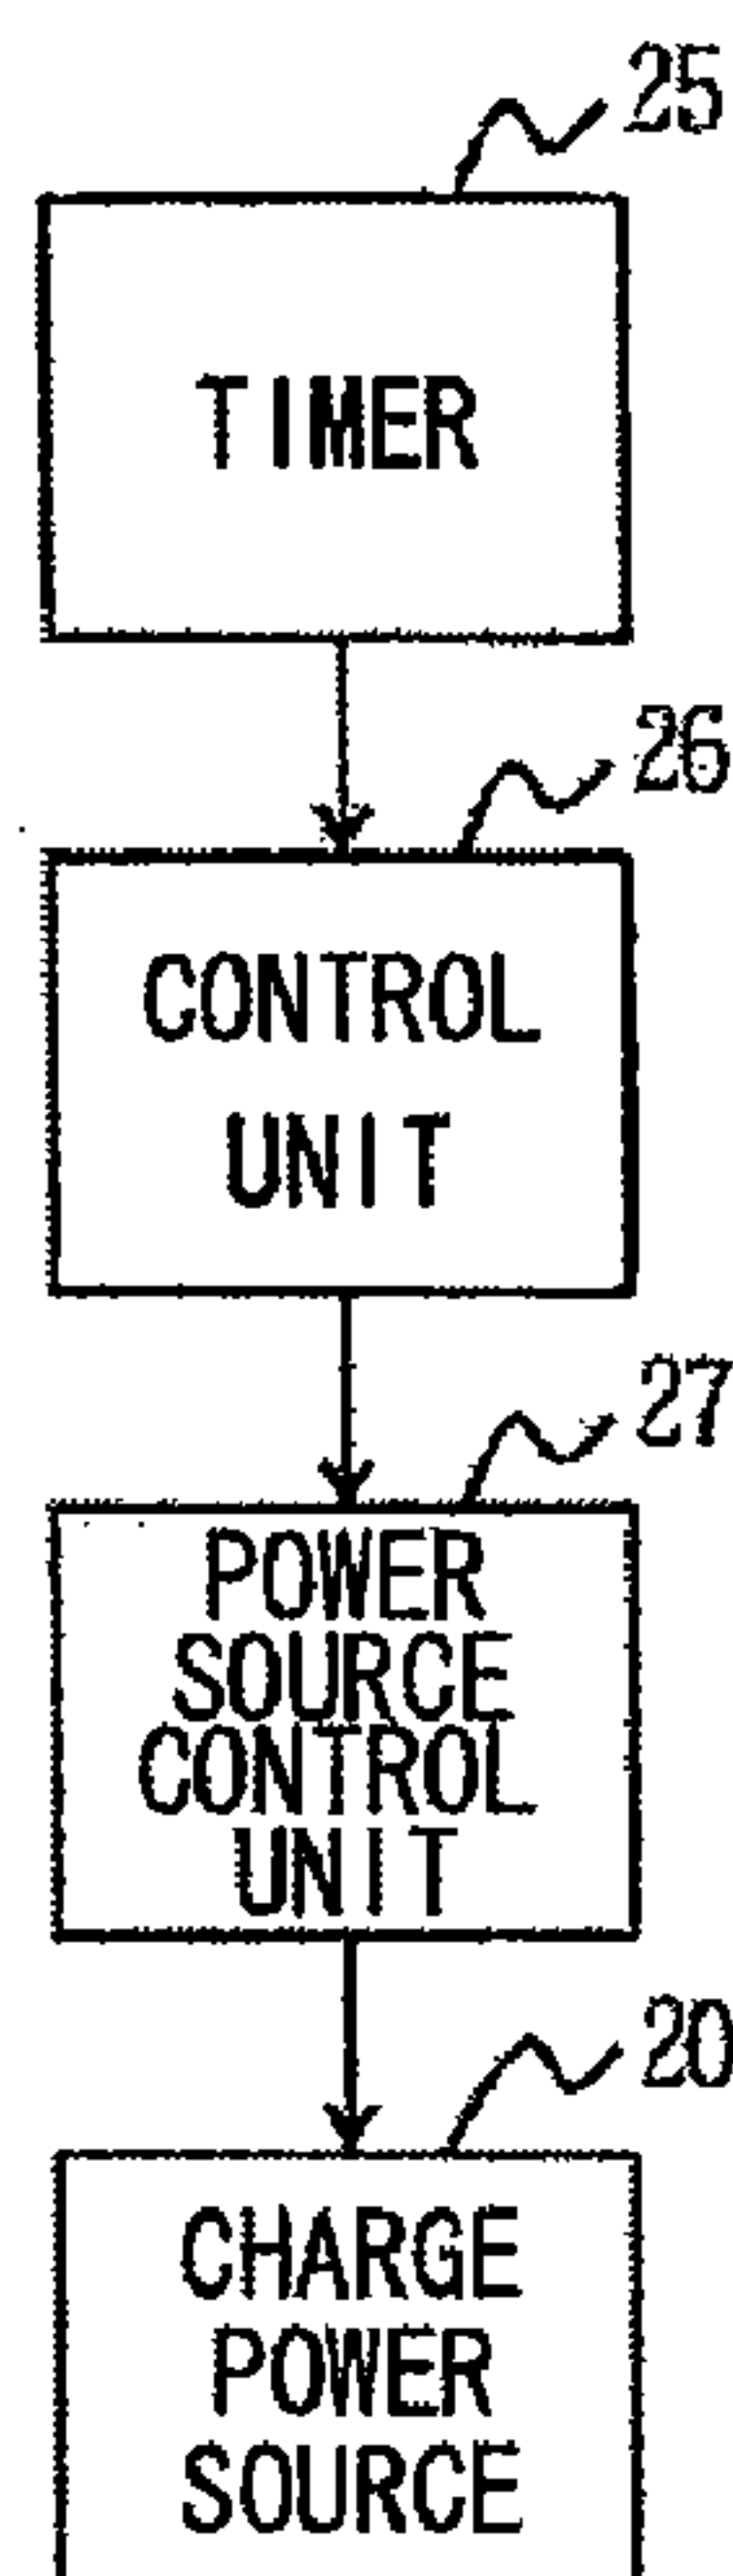 25
TIMER
26
CONTROL
UNIT
27
POWER
SOURCE
CONTROL
UNIT
20
CHARGE
POWER
SOURCE